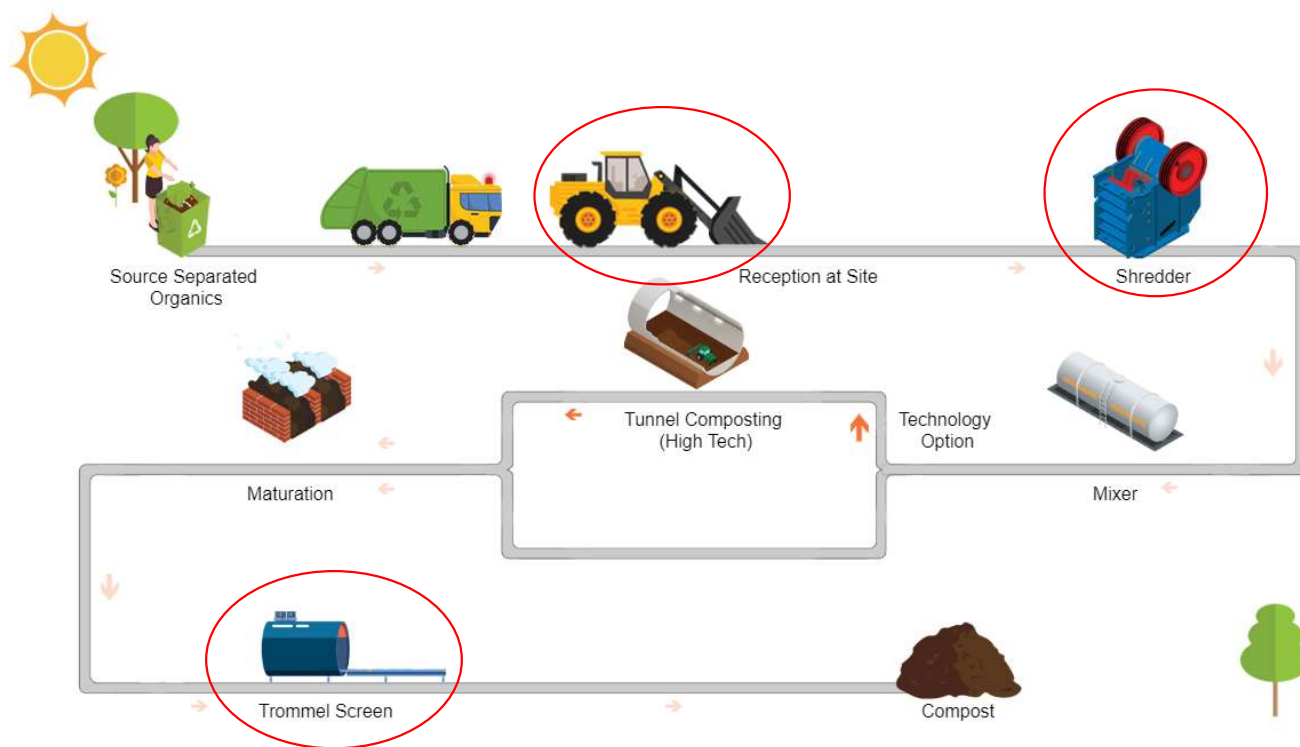 Source Separated
Organics
Reception at Site
Shredder
Tunnel Composting
(High Tech)
Technology
Option
Maturation
Mixer
Trommel Screen
Compost